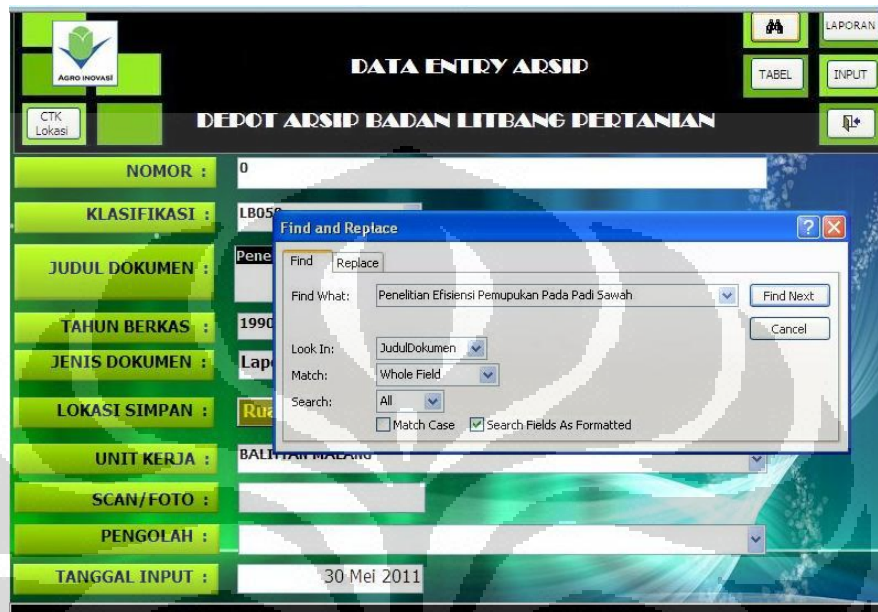 AGRO INOVASI
DATA ENTRY ARSIP
LAPORAN
TABEL
INPUT
CTK
Lokasi
DEPOT ARSIP BADAN LITBANG PERTANIAN
NOMOR :
0
KLASIFIKASI :
Find and Replace
JUDUL DOKUMEN :
Find
Replace
Find What:
Penelitian Efisiensi Pemupukan Pada Padi Sawah
Find Next
Cancel
TAHUN BERKAS :
1990
Look In:
JudulDokumen
JENIS DOKUMEN :
Match:
Whole Field
LOKASI SIMPAN :
Search:
All
Match Case
Search Fields As Formatted
UNIT KERJA :
BALITTAN MALANG
SCAN/FOTO :
PENGOLAH :
TANGGAL INPUT :
30 Mei 2011